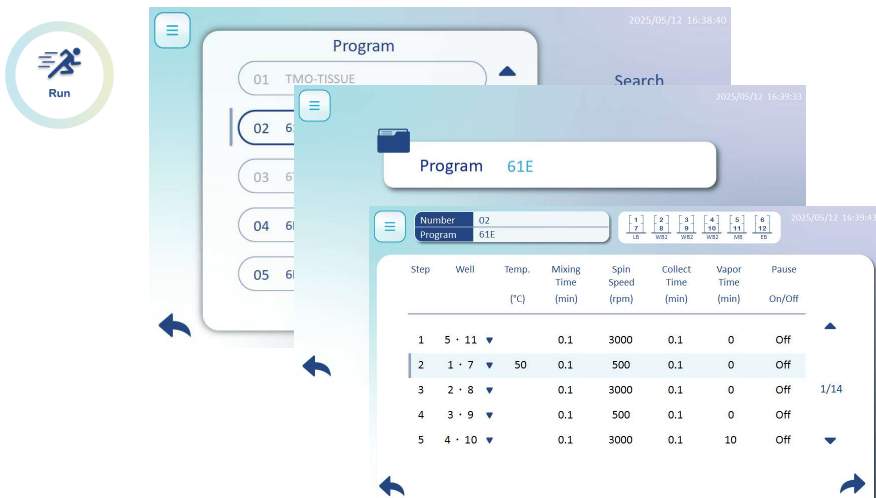 Run
2025/05/12 16:38:40
Program
01 TMO-TISSUE
Search
02 6
03 6
04 6
05 6
2025/05/12 16:39:33
Program 61E
Number 02
Program 61E
1 2 3 4 5 6
7 8 9 10 11 12
LB WB1 WB2 WB2 MB EB
2025/05/12 16:39:43
Step Well Temp. Mixing Spin Collect Vapor Pause
Time Speed Time Time
(°C) (min) (rpm) (min) (min) On/Off
1 5・11 ▼ 0.1 3000 0.1 0 Off
2 1・7 ▼ 50 0.1 500 0.1 0 Off
3 2・8 ▼ 0.1 3000 0.1 0 Off
1/14
4 3・9 ▼ 0.1 500 0.1 0 Off
5 4・10 ▼ 0.1 3000 0.1 10 Off